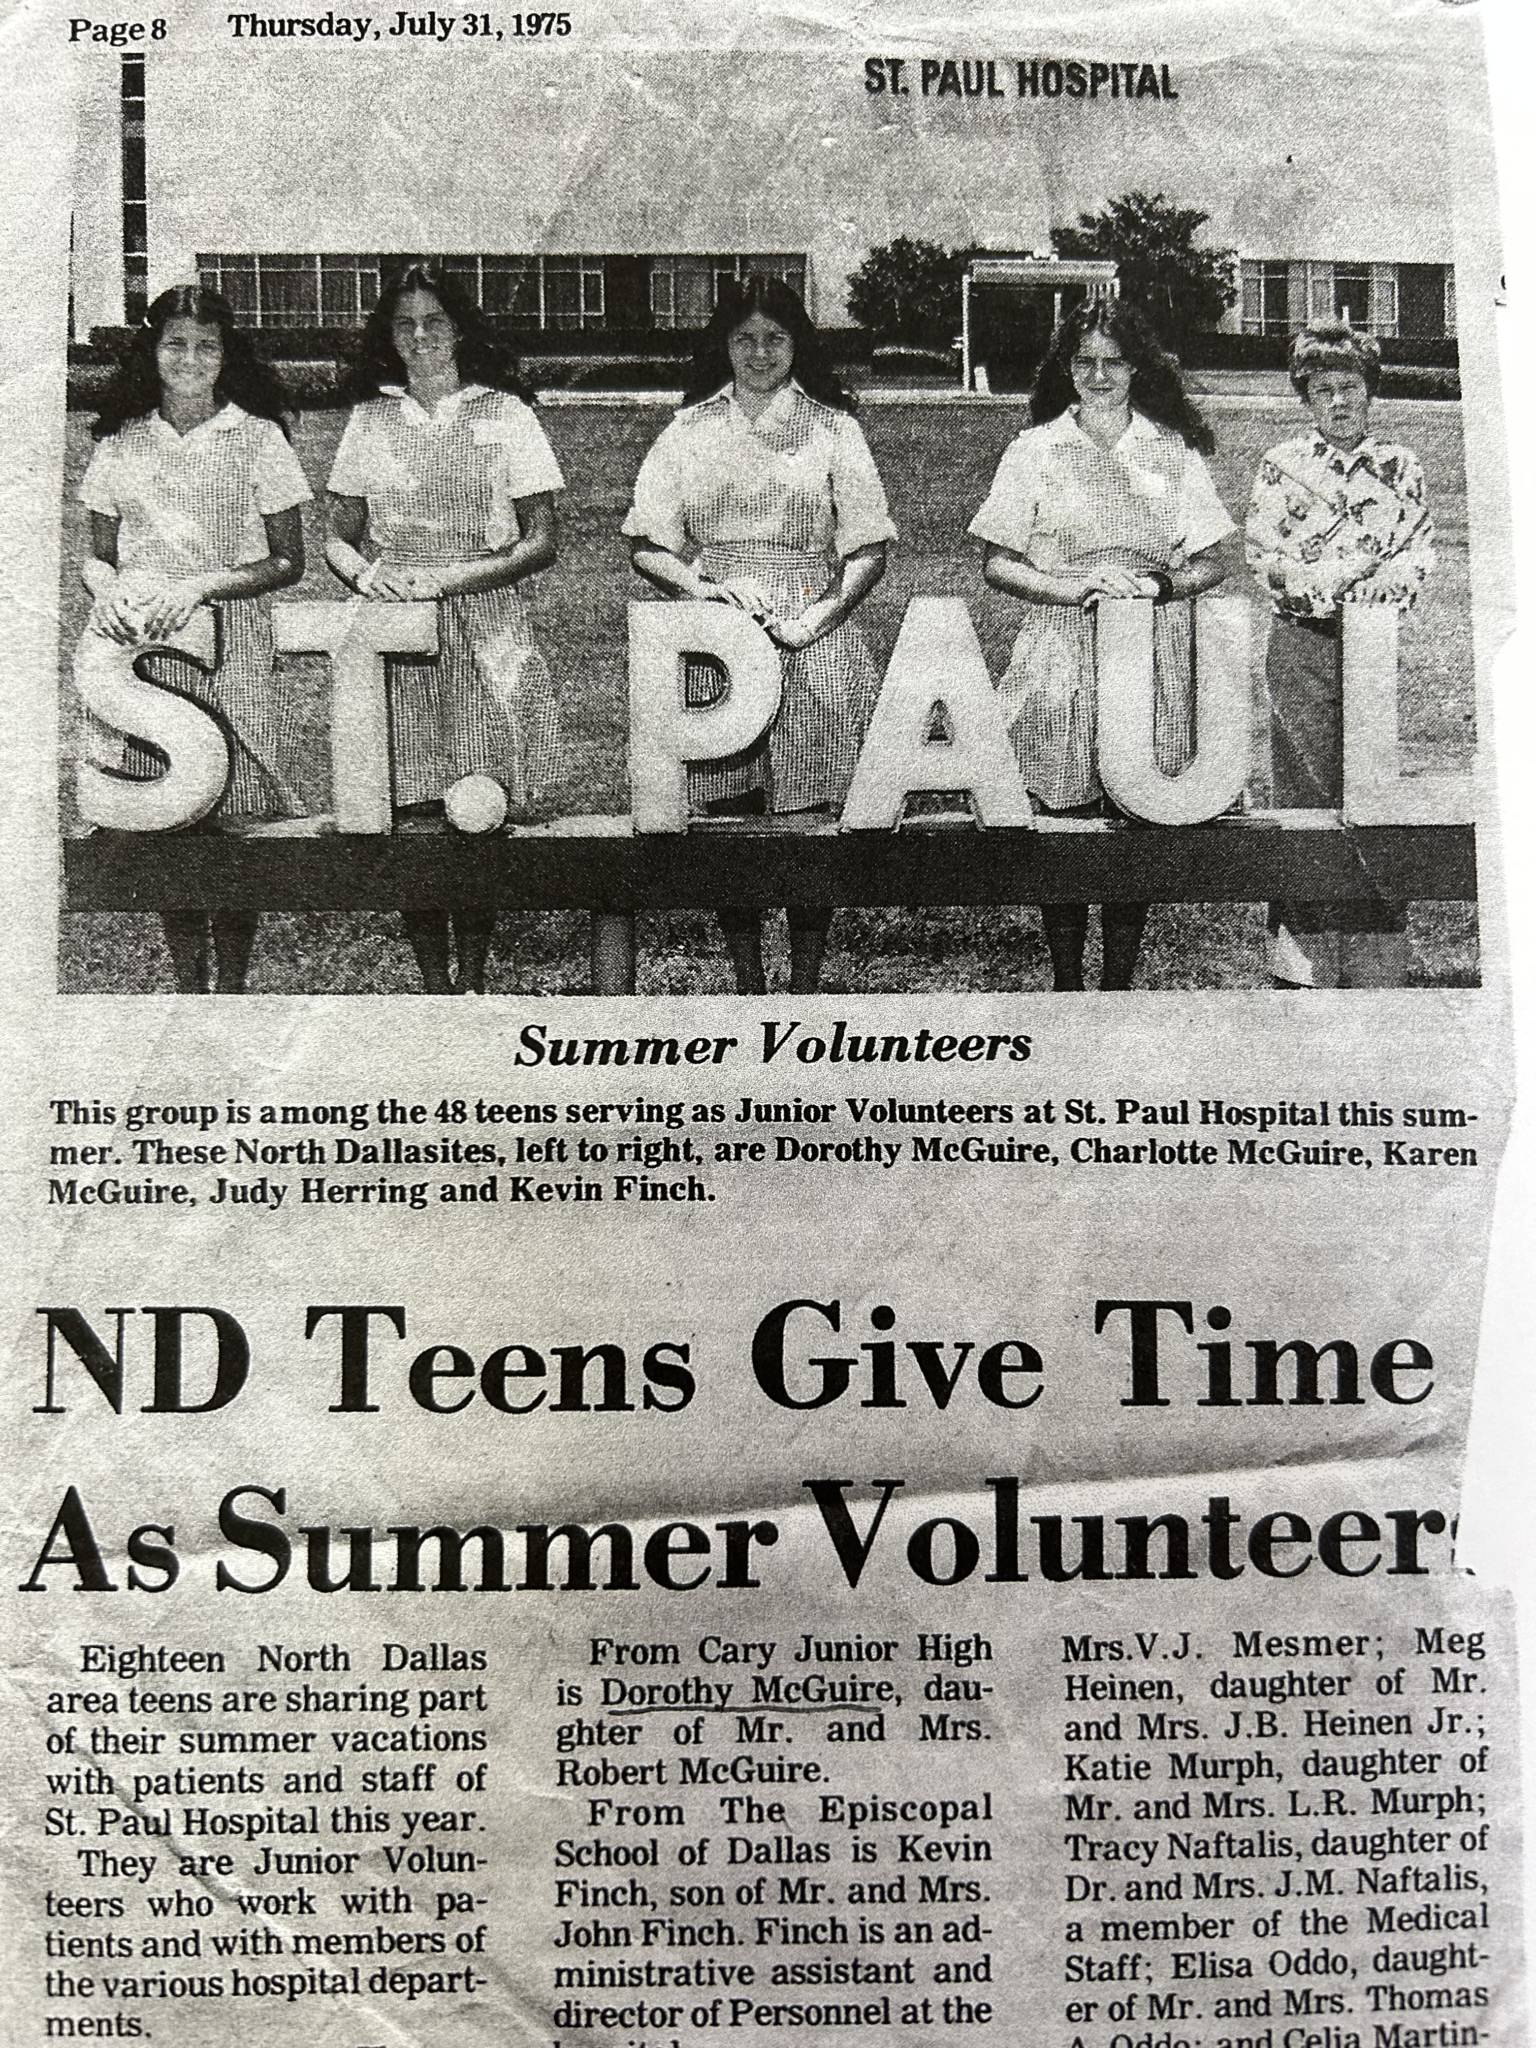 Page 8 Thursday, July 31, 1975
ST. PAUL HOSPITAL
ST. PAUL
Summer Volunteers
This group is among the 48 teens serving as Junior Volunteers at St. Paul Hospital this sum-
mer. These North Dallasites, left to right, are Dorothy McGuire, Charlotte McGuire, Karen
McGuire, Judy Herring and Kevin Finch.
ND Teens Give Time
As Summer Volunteers
Eighteen North Dallas
area teens are sharing part
of their summer vacations
with patients and staff of
St. Paul Hospital this year.
They are Junior Volun-
teers who work with pa-
tients and with members of
the various hospital depart-
ments.
From Cary Junior High
is Dorothy McGuire, dau-
ghter of Mr. and Mrs.
Robert McGuire.
From The Episcopal
School of Dallas is Kevin
Finch, son of Mr. and Mrs.
John Finch. Finch is an ad-
ministrative assistant and
director of Personnel at the
Mrs.V.J. Mesmer; Meg
Heinen, daughter of Mr.
and Mrs. J.B. Heinen Jr.;
Katie Murph, daughter of
Mr. and Mrs. L.R. Murph;
Tracy Naftalis, daughter of
Dr. and Mrs. J.M. Naftalis,
a member of the Medical
Staff; Elisa Oddo, daught-
er of Mr. and Mrs. Thomas
A. Oddo; and Celia Martin-